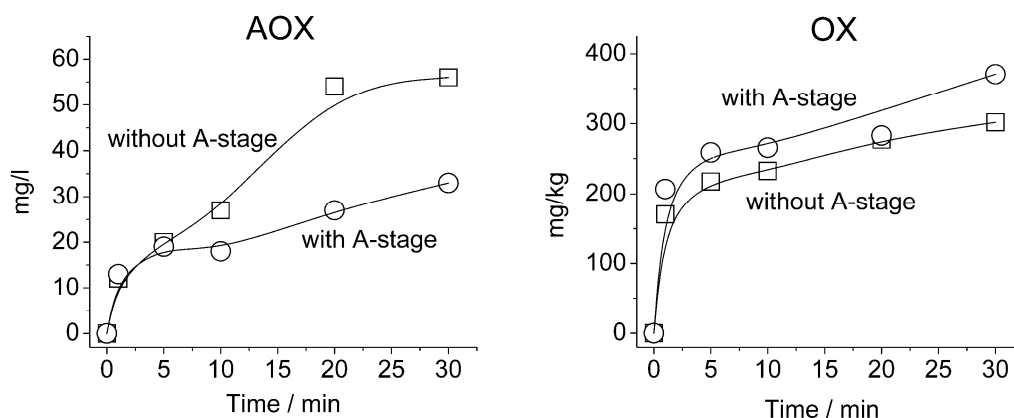 AOX
60
50
40
30
20
10
0
mg/l
without A-stage
with A-stage
0 5 10 15 20 25 30
Time / min
OX
400
300
200
100
0
mg/kg
with A-stage
without A-stage
0 5 10 15 20 25 30
Time / min